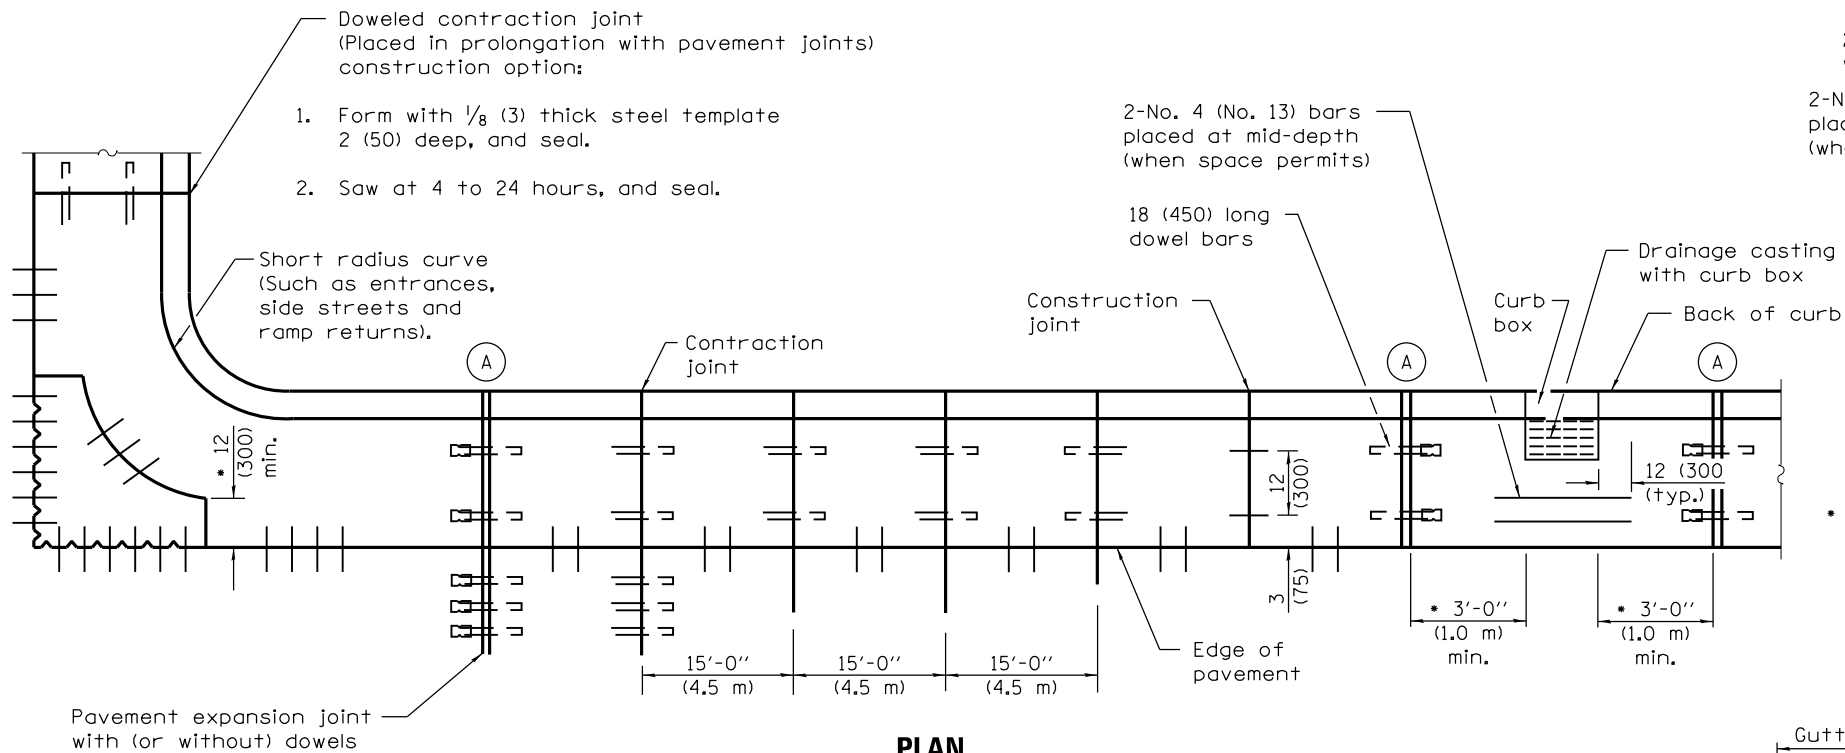 Doweled contraction joint
(Placed in prolongation with pavement joints)
construction option:
1. Form with 1/8 (3) thick steel template
2 (50) deep, and seal.
2. Saw at 4 to 24 hours, and seal.
Short radius curve
(Such as entrances,
side streets and
ramp returns).
* 12
(300)
min.
A
Contraction
joint
Construction
joint
2-No. 4 (No. 13) bars
placed at mid-depth
(when space permits)
18 (450) long
dowel bars
A
Curb
box
Drainage casting
with curb box
Back of curb
A
12
(300)
3
(75)
12 (300
(typ.)
* 3'-0"
(1.0 m)
min.
* 3'-0"
(1.0 m)
min.
15'-0"
(4.5 m)
15'-0"
(4.5 m)
15'-0"
(4.5 m)
Edge of
pavement
Pavement expansion joint
with (or without) dowels
PLAN
2-N
plac
(wh
*
Gutt